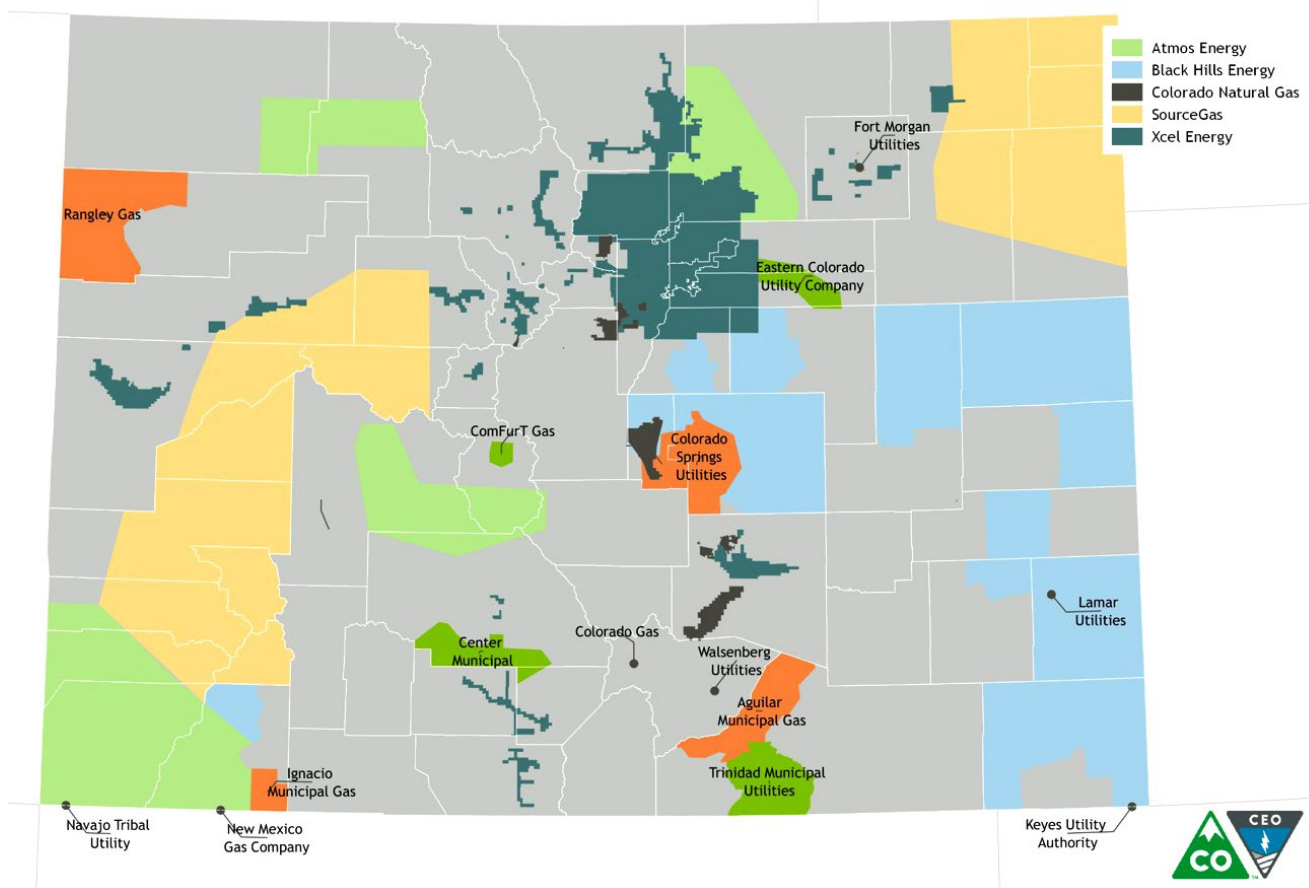 Atmos Energy
Black Hills Energy
Colorado Natural Gas
SourceGas
Xcel Energy
Fort Morgan
Utilities
Rangley Gas
Eastern Colorado
Utility Company
ComFurT Gas
Colorado
Springs
Utilities
Lamar
Utilities
Colorado Gas
Center
Municipal
Walsenberg
Utilities
Aguilar
Municipal Gas
Trinidad Municipal
Utilities
Ignacio
Municipal Gas
Navajo Tribal
Utility
New Mexico
Gas Company
Keyes Utility
Authority
CO
CEO